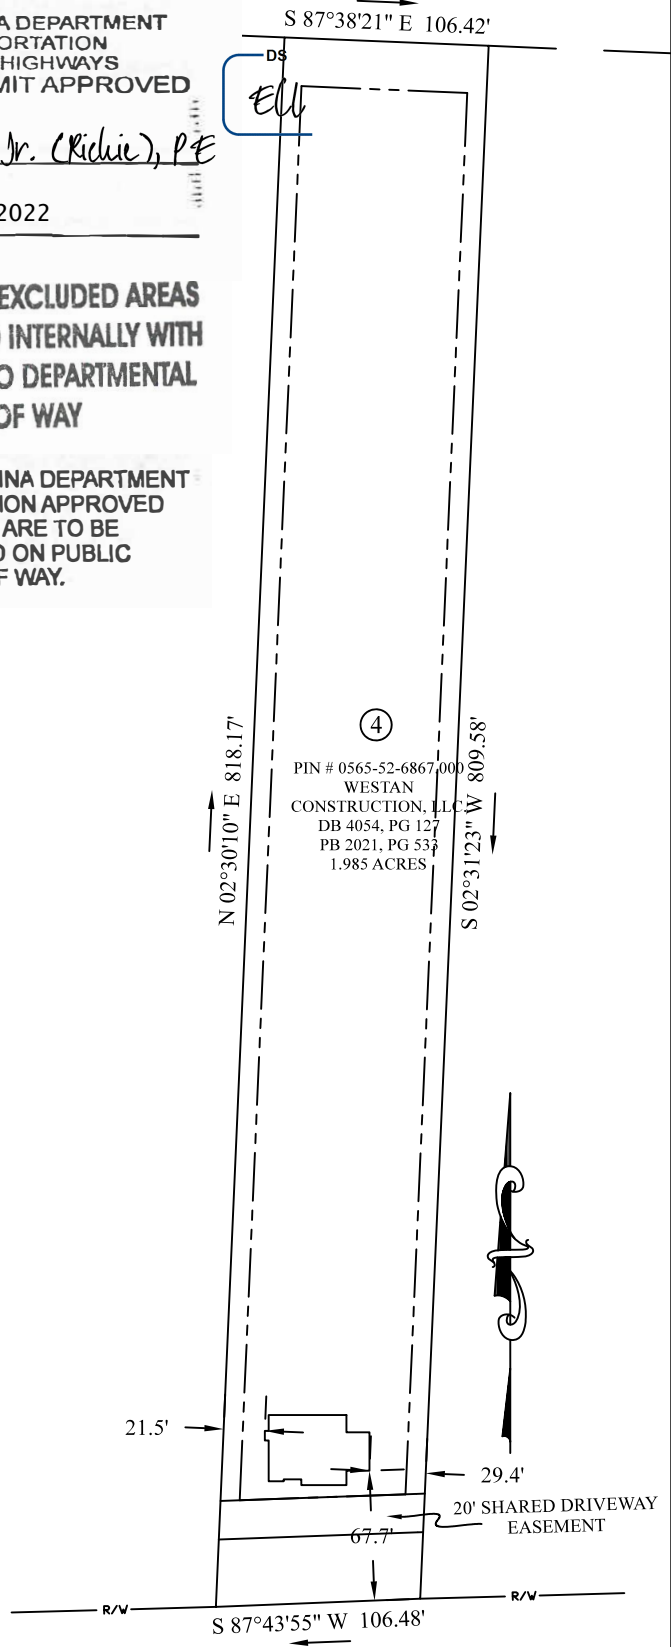 S 87°38'21" E 106.42'
A DEPARTMENT
ORTATION
HIGHWAYS
MIT APPROVED
DS
Jr. (Richie), PE
2022
EXCLUDED AREAS
INTERNALLY WITH
O DEPARTMENTAL
OF WAY
INA DEPARTMENT
ION APPROVED
ARE TO BE
D ON PUBLIC
F WAY.
N 02°30'10" E 818.17'
4
PIN # 0565-52-6867.000
WESTAN
CONSTRUCTION, LLC.
DB 4054, PG 127
PB 2021, PG 533
1.985 ACRES
S 02°31'23" W 809.58'
21.5'
29.4'
20' SHARED DRIVEWAY
EASEMENT
67.7'
R/W
R/W
S 87°43'55" W 106.48'